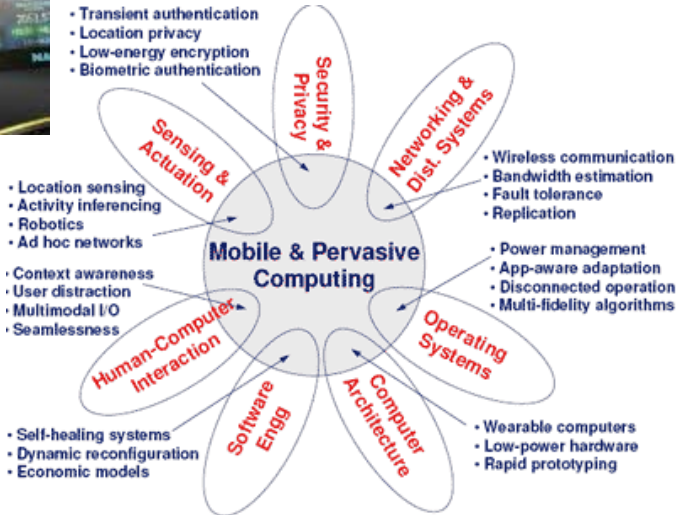 • Transient authentication
• Location privacy
• Low-energy encryption
• Biometric authentication
Security &
Privacy
Networking &
Dist. Systems
Sensing &
Actuation
• Wireless communication
• Bandwidth estimation
• Fault tolerance
• Replication
• Location sensing
• Activity inferencing
• Robotics
• Ad hoc networks
Mobile & Pervasive
Computing
• Power management
• App-aware adaptation
• Disconnected operation
• Multi-fidelity algorithms
• Context awareness
• User distraction
• Multimodal I/O
• Seamlessness
Human-Computer
Interaction
Operating
Systems
Software
Engg
Computer
Architecture
• Self-healing systems
• Dynamic reconfiguration
• Economic models
• Wearable computers
• Low-power hardware
• Rapid prototyping